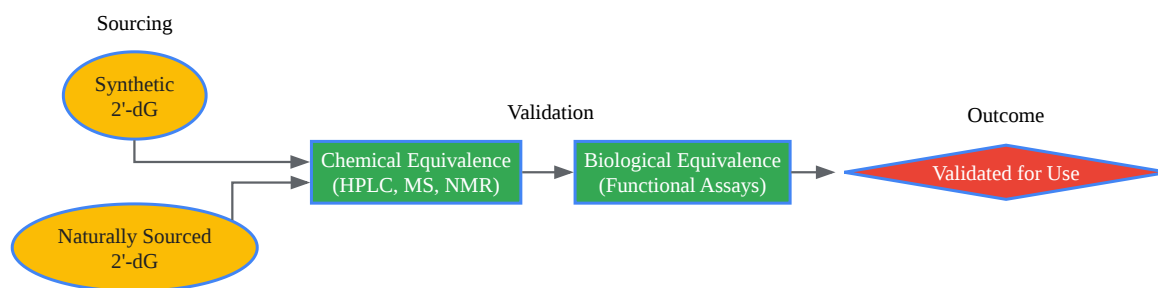 Sourcing
Synthetic
2'-dG
Naturally Sourced
2'-dG
Validation
Chemical Equivalence
(HPLC, MS, NMR)
Biological Equivalence
(Functional Assays)
Outcome
Validated for Use